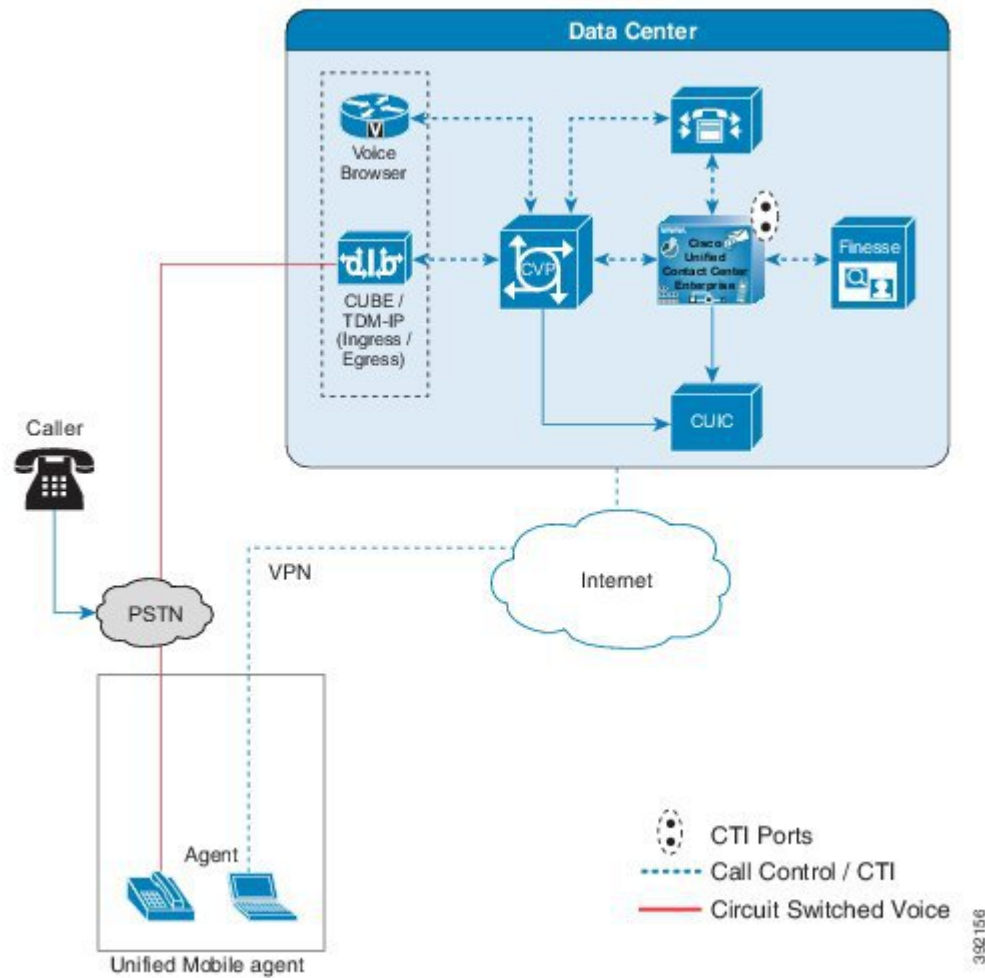 Data Center
V
Voice
Browser
CUBE /
TDM-IP
(Ingress /
Egress)
CVP
Cisco
Unified
Contact Center
Enterprise
Finesse
CUIC
Caller
PSTN
VPN
Internet
Agent
Unified Mobile agent
CTI Ports
Call Control / CTI
Circuit Switched Voice
392156